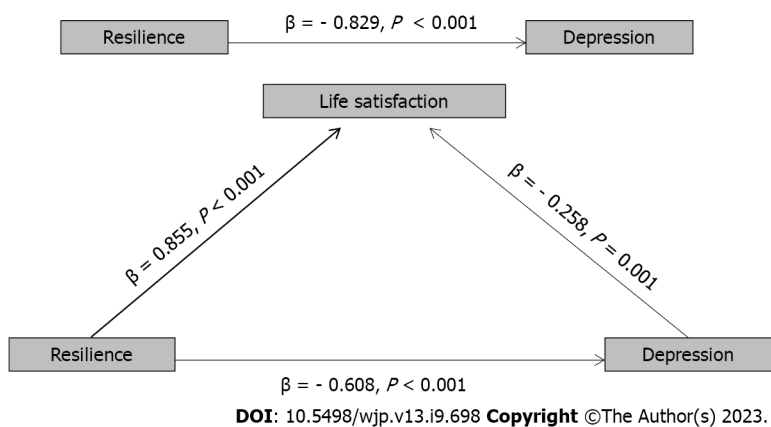 β = - 0.829, P < 0.001
Resilience
Depression
Life satisfaction
β = 0.855, P < 0.001
β = - 0.258, P = 0.001
Resilience
Depression
β = - 0.608, P < 0.001
DOI: 10.5498/wjp.v13.i9.698 Copyright ©The Author(s) 2023.